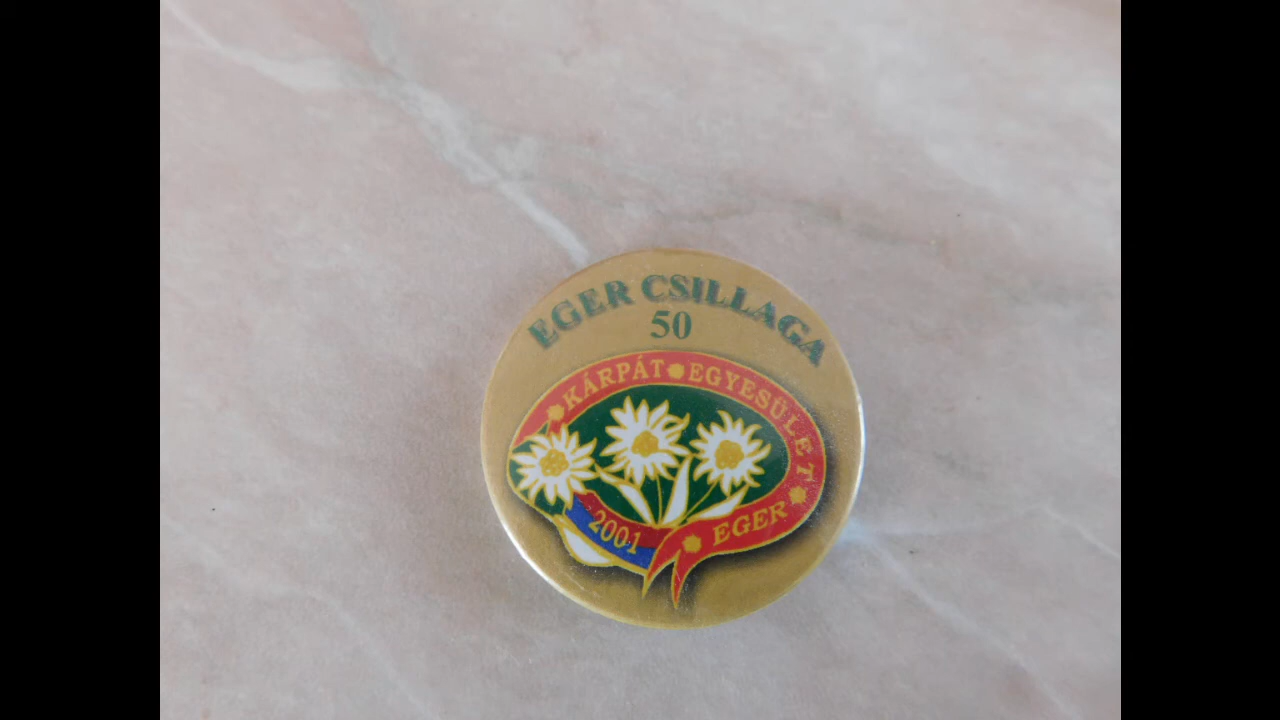 EGER CSILLAGA
50
KÁRPÁT EGYESÜLET
EGER
2001